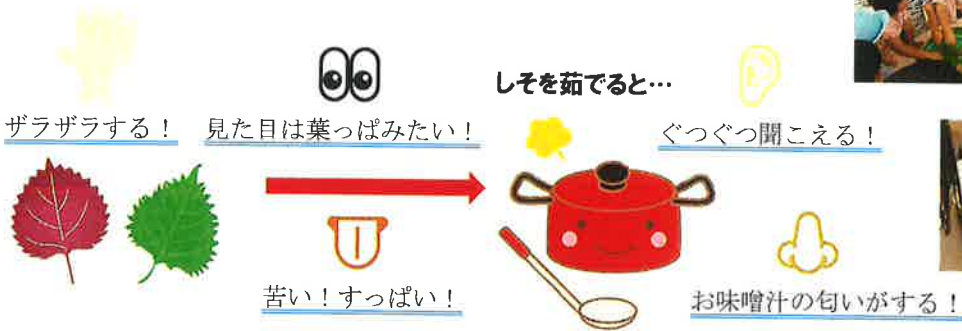 しそを茹でると…
ザラザラする！
見た目は葉っぱみたい！
ぐつぐつ聞こえる！
苦い！すっぱい！
お味噌汁の匂いがする！